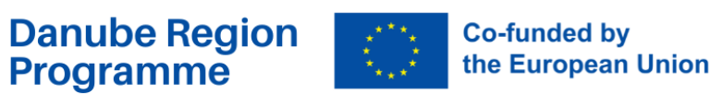 Danube Region
Programme
Co-funded by
the European Union